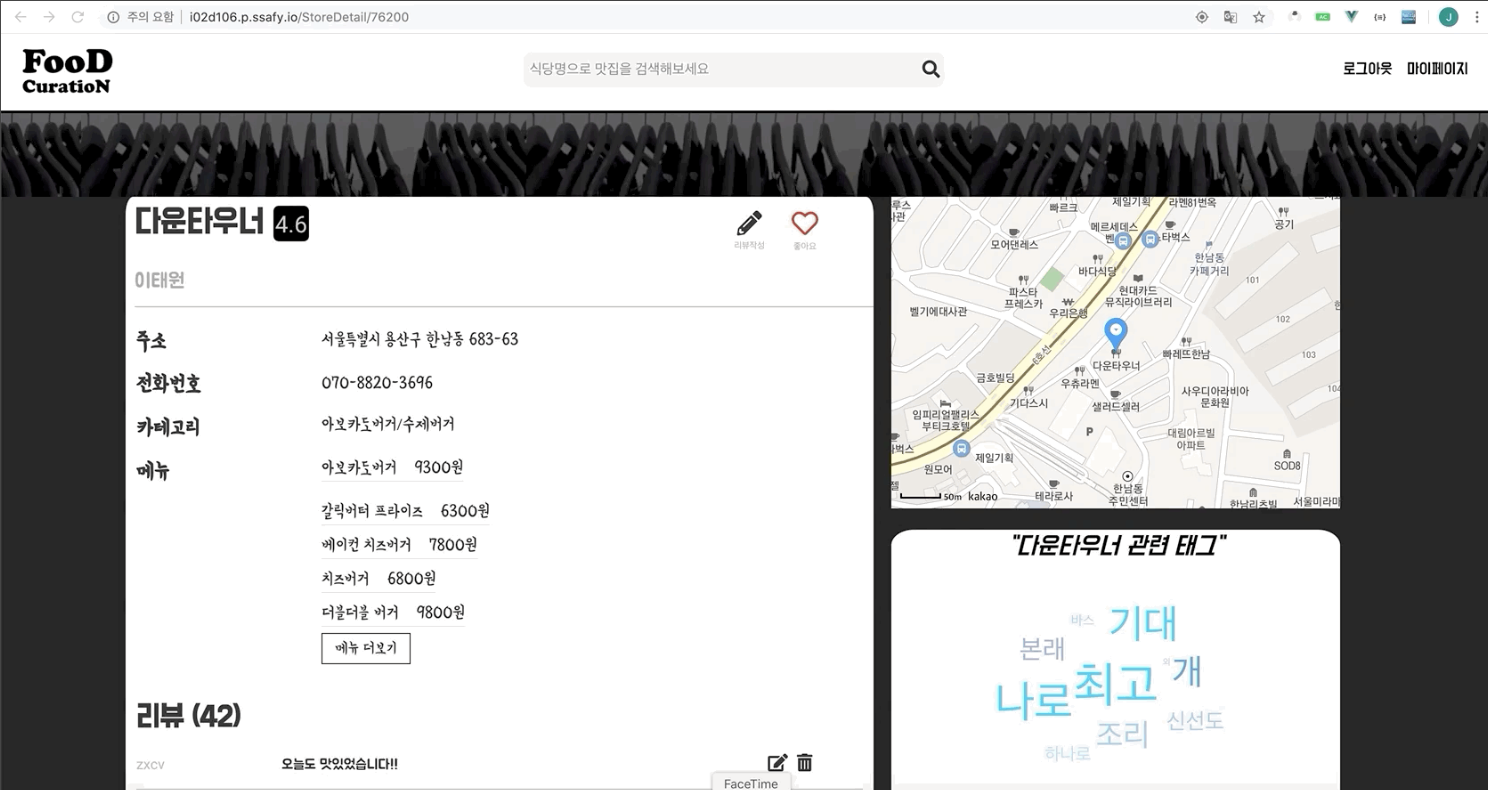 주의 요함 i02d106.p.ssafy.io/StoreDetail/76200
FooD
CuratioN
식당명으로 맛집을 검색해보세요
로그아웃 마이페이지
다운타우너 4.6
리뷰작성 좋아요
이태원
주소 서울특별시 용산구 한남동 683-63
전화번호 070-8820-3696
카테고리 아보카도버거/수제버거
메뉴 아보카도버거 9300원
갈릭버터 프라이즈 6300원
베이컨 치즈버거 7800원
치즈버거 6800원
더블더블 버거 9800원
메뉴 더보기
리뷰 (42)
ZXCV 오늘도 맛있었습니다!!
FaceTime
빠르크
제일기획
라멘81번옥
공기
메르세데스
모어댄레스
한남동
카페거리
바다식당
파스타
프레스카
현대카드
뮤직라이브러리
101
벨기에대사관
우리은행
102
6호선
다운타우너
빠레뜨한남
103
금호빌딩
우츄라멘
사우디아라비아
문화원
기다스시
샐러드셀러
임피리얼팰리스
부티크호텔
P
대림아르빌
아파트
제일기획
원모어
SOD8
50m kakao
테라로사
한남동
주민센터
한남리츠빌
서울미라마
"다운타우너 관련 태그"
바스 기대
본래
최고 외 개
나로
조리 신선도
하나로